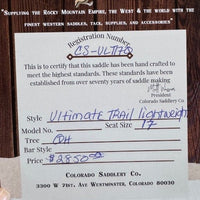 "Supplying the Rocky Mountain Empire, the West & the world with the
finest western saddles, tack, supplies, and accessories"
Registration Number
CS-ULT175
This is to certify that this saddle has been hand crafted to
meet the highest standards. These standards have been
established from over seventy years of saddle making
President
Colorado Saddlery Co.
Style Ultimate Trail lightweight
Model No. Seat Size 17
Tree QH
Bar Style
Price $2850.00
Colorado Saddlery Co.
3300 W 71st. Ave Westminster, Colorado 80030